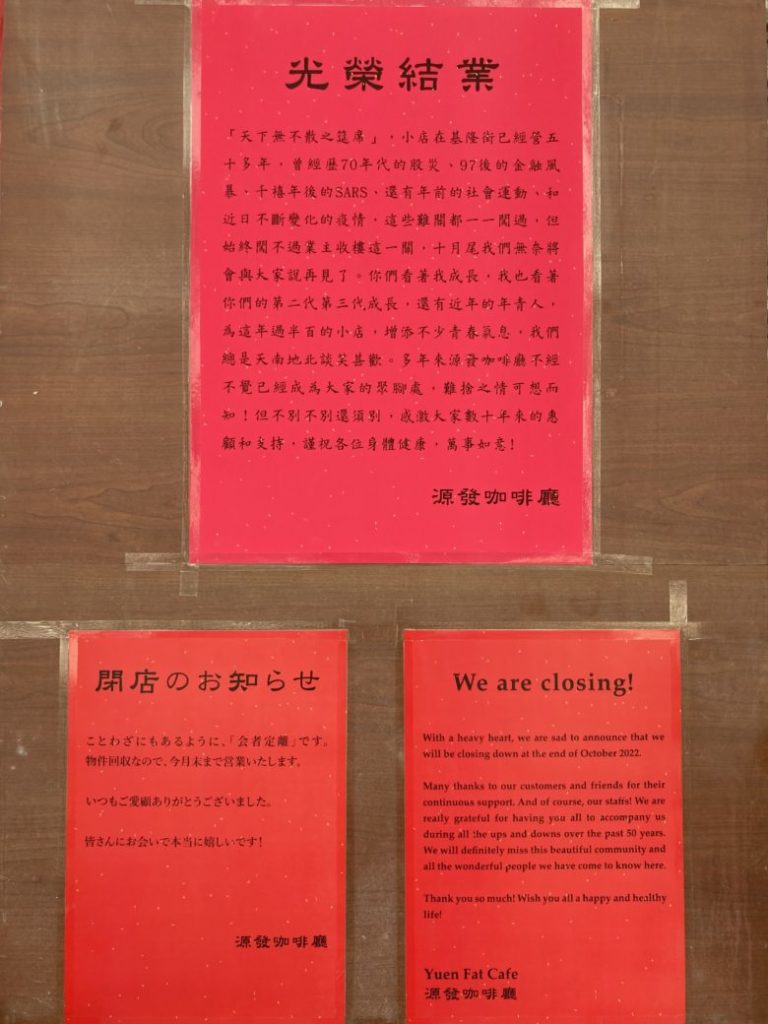 光榮結業
「天下無不散之筵席」，小店在基隆街已經營五
十多年，曾經歷70年代的股災、97後的金融風
暴、千禧年後的SARS、還有年前的社會運動、和
近日不斷變化的疫情，這些難關都一一闖過，但
始終闖不過業主收樓這一關，十月尾我們無奈將
會與大家說再見了。你們看著我成長，我也看著
你們的第二代第三代成長，還有近年的年青人，
為這年過半百的小店，增添不少青春氣息，我們
總是天南地北談笑甚歡。多年來源發咖啡廳不經
不覺已經成為大家的聚腳處，難捨之情可想而
知！但不別不別還須別，感激大家數十年來的惠
顧和支持，謹祝各位身體健康，萬事如意！
源發咖啡廳
閉店のお知らせ
ことわざにもあるように、「会者定離」です。
物件回収なので、今月末まで営業いたします。
いつもご愛顧ありがとうございました。
皆さんにお会いで本当に嬉しいです！
源發咖啡廳
We are closing!
With a heavy heart, we are sad to announce that we
will be closing down at the end of October 2022.
Many thanks to our customers and friends for their
continuous support. And of course, our staffs! We are
really grateful for having you all to accompany us
during all the ups and downs over the past 50 years.
We will definitely miss this beautiful community and
all the wonderful people we have come to know here.
Thank you so much! Wish you all a happy and healthy
life!
Yuen Fat Cafe
源發咖啡廳